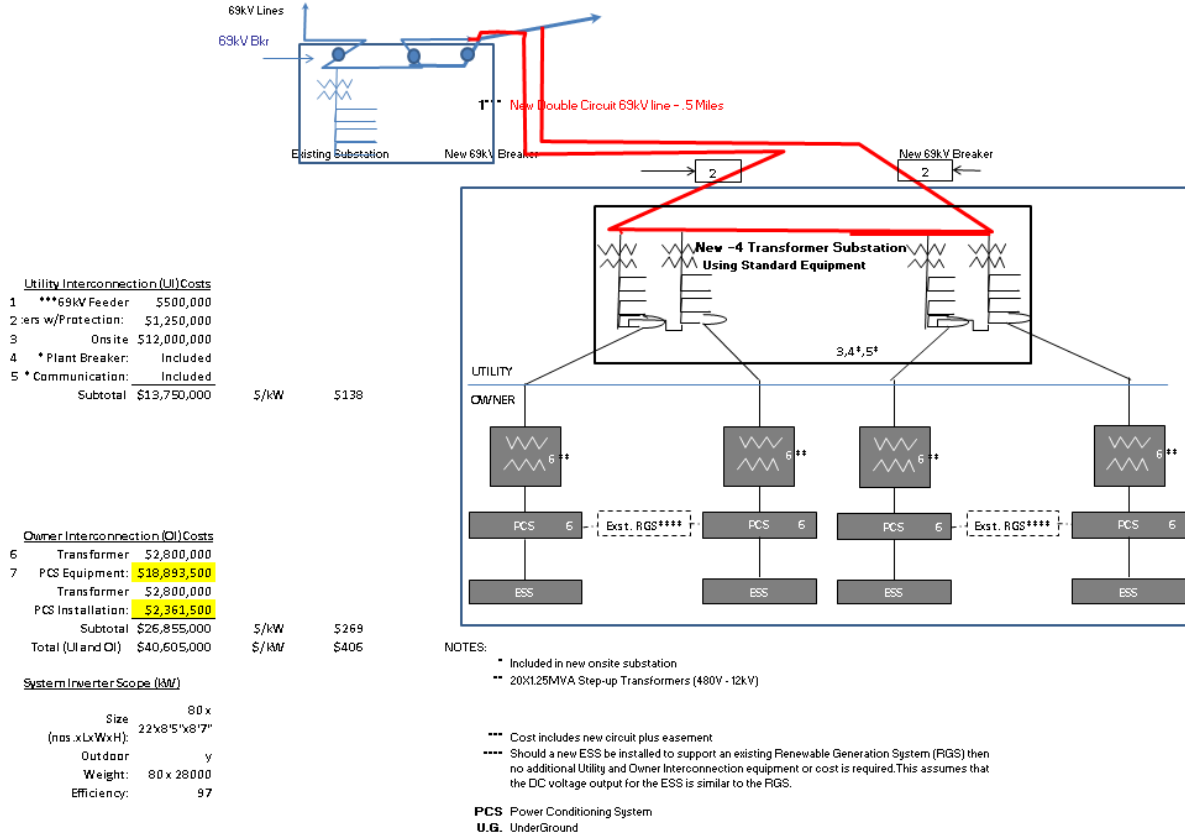 69kV Lines
69kV Bkr
1*** New Double Circuit 69kV line - .5 Miles
Existing Substation
New 69kV Breaker
New 69kV Breaker
2
2
New -4 Transformer Substation
Using Standard Equipment
3,4*,5*
UTILITY
OWNER
6 **
6 **
6 **
6 **
PCS 6
Exst. RGS****
PCS 6
PCS 6
Exst. RGS****
PCS 6
ESS
ESS
ESS
ESS
Utility Interconnection (UI)Costs
1 ***69kV Feeder $500,000
2 :ers w/Protection: $1,250,000
3 Onsite $12,000,000
4 * Plant Breaker: Included
5 * Communication: Included
Subtotal $13,750,000 $/kW $138
Owner Interconnection (OI)Costs
6 Transformer $2,800,000
7 PCS Equipment: $18,893,500
Transformer $2,800,000
PCS Installation: $2,361,500
Subtotal $26,855,000 $/kW $269
Total (UI and OI) $40,605,000 $/kW $406
System Inverter Scope (kW)
80 x
Size
22'x8'5"x8'7"
(nos.xLxWxH):
Outdoor y
Weight: 80 x 28000
Efficiency: 97
NOTES:
* Included in new onsite substation
** 20X1.25MVA Step-up Transformers (480V - 12kV)
*** Cost includes new circuit plus easement
**** Should a new ESS be installed to support an existing Renewable Generation System (RGS) then
no additional Utility and Owner Interconnection equipment or cost is required. This assumes that
the DC voltage output for the ESS is similar to the RGS.
PCS Power Conditioning System
U.G. UnderGround